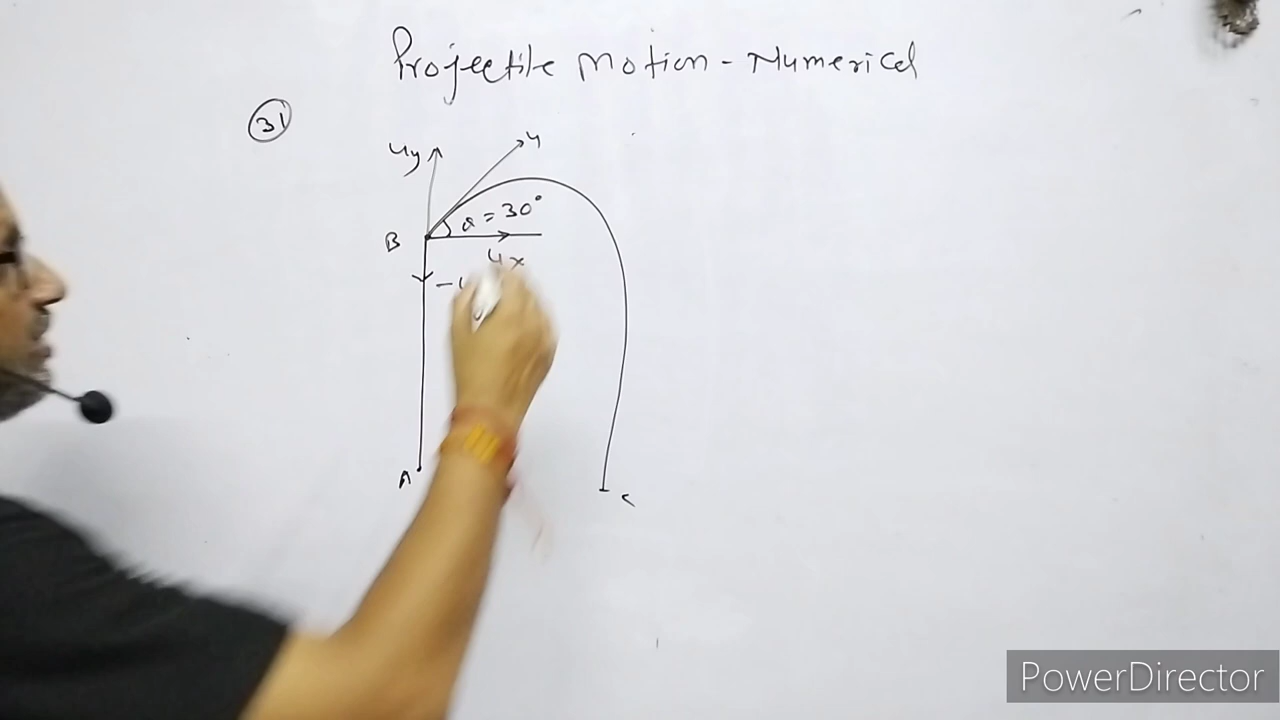 Projectile Motion - Numerical
31
uy
u
α = 30°
B
ux
A
C
PowerDirector